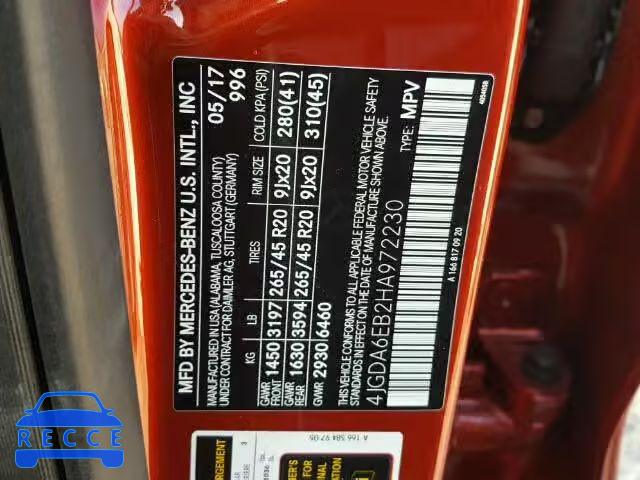 MFD BY MERCEDES-BENZ U.S. INTL., INC
MANUFACTURED IN USA (ALABAMA, TUSCALOOSA COUNTY)
UNDER CONTRACT FOR DAIMLER AG, STUTTGART (GERMANY)
05/17
996
KG LB TIRES RIM SIZE COLD KPA (PSI)
GAWR FRONT 1450 3197 265/45 R20 9Jx20 280(41)
GAWR REAR 1630 3594 265/45 R20 9Jx20 310(45)
GVWR 2930 6460
THIS VEHICLE CONFORMS TO ALL APPLICABLE FEDERAL MOTOR VEHICLE SAFETY
STANDARDS IN EFFECT ON THE DATE OF MANUFACTURE SHOWN ABOVE.
4JGDA6EB2HA972230 TYPE: MPV
A 166 817 09 20
A 166 584 97 05